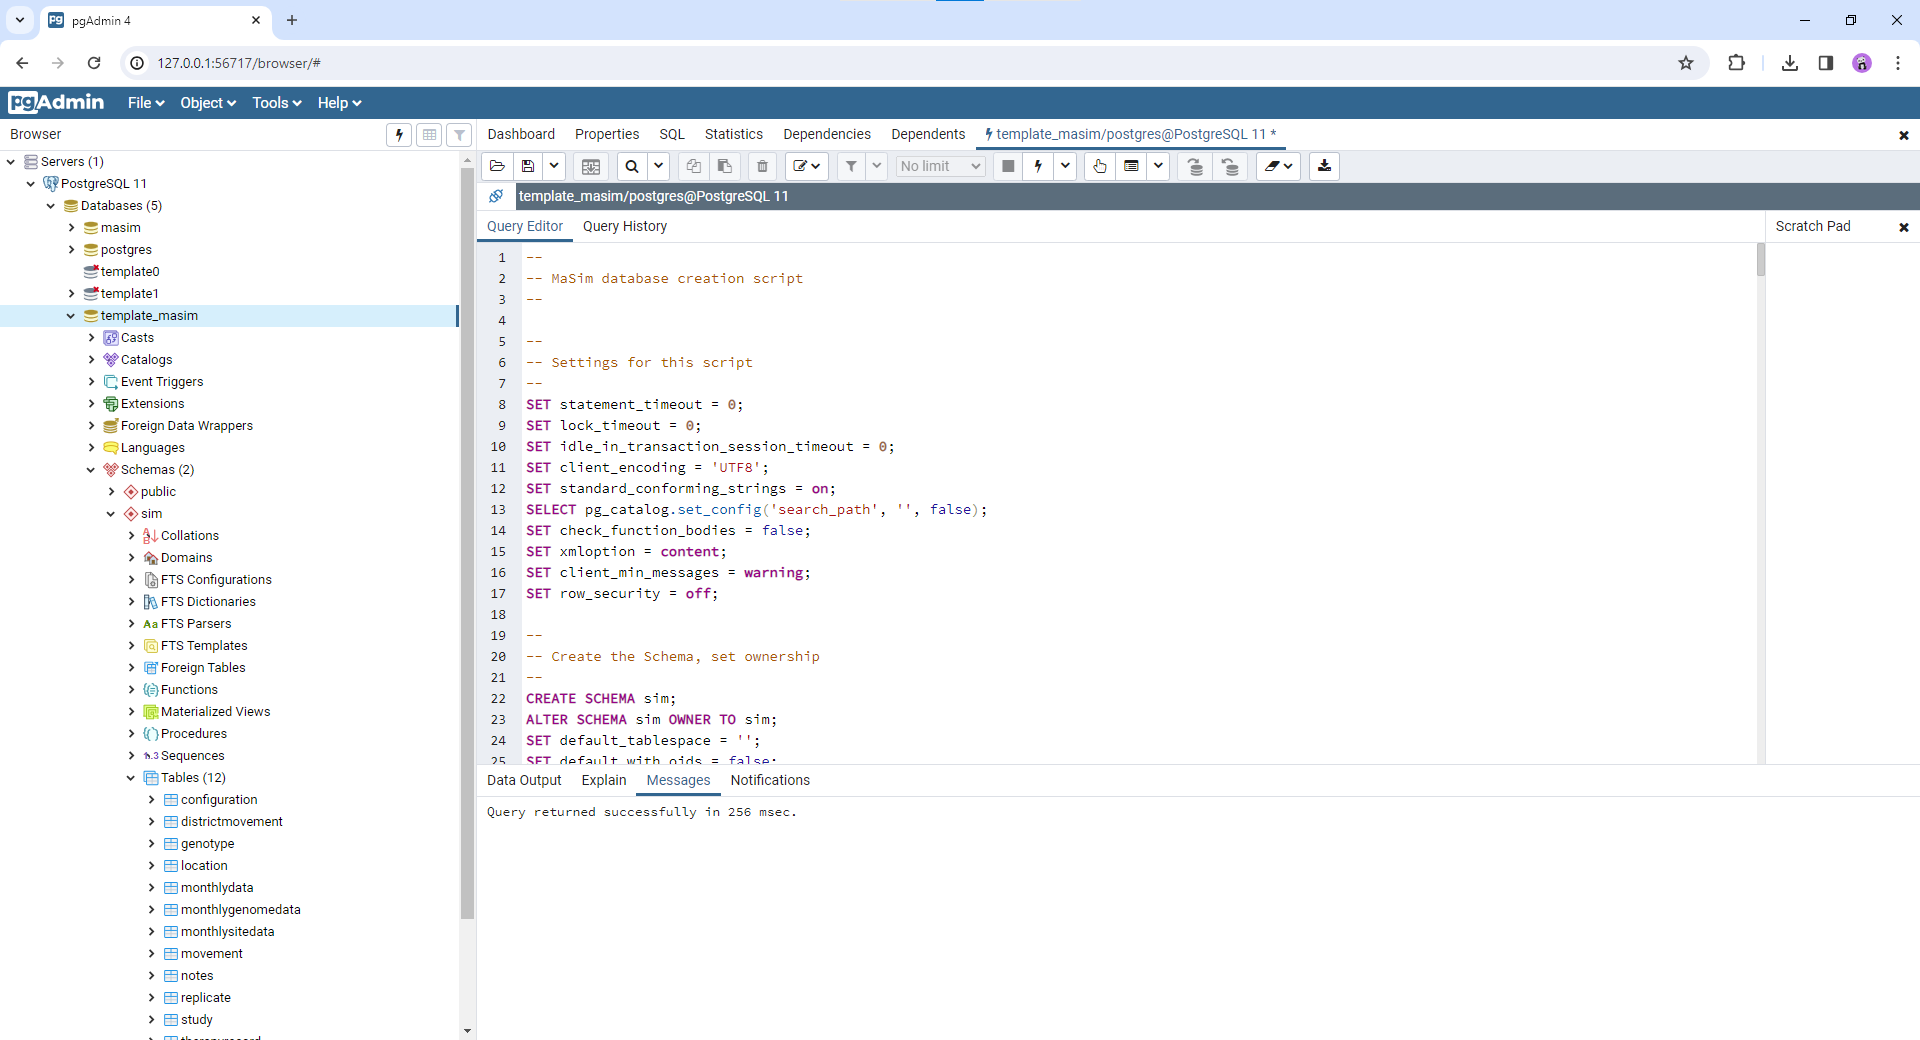 pgAdmin 4
127.0.0.1:56717/browser/#
pgAdmin File Object Tools Help
Browser
Dashboard Properties SQL Statistics Dependencies Dependents template_masim/postgres@PostgreSQL 11 *
No limit
template_masim/postgres@PostgreSQL 11
Query Editor Query History
Scratch Pad
Servers (1)
PostgreSQL 11
Databases (5)
masim
postgres
template0
template1
template_masim
Casts
Catalogs
Event Triggers
Extensions
Foreign Data Wrappers
Languages
Schemas (2)
public
sim
Collations
Domains
FTS Configurations
FTS Dictionaries
Aa FTS Parsers
FTS Templates
Foreign Tables
Functions
Materialized Views
Procedures
1..3 Sequences
Tables (12)
configuration
districtmovement
genotype
location
monthlydata
monthlygenomedata
monthlysitedata
movement
notes
replicate
study
1 --
2 -- MaSim database creation script
3 --
4
5 --
6 -- Settings for this script
7 --
8 SET statement_timeout = 0;
9 SET lock_timeout = 0;
10 SET idle_in_transaction_session_timeout = 0;
11 SET client_encoding = 'UTF8';
12 SET standard_conforming_strings = on;
13 SELECT pg_catalog.set_config('search_path', '', false);
14 SET check_function_bodies = false;
15 SET xmloption = content;
16 SET client_min_messages = warning;
17 SET row_security = off;
18
19 --
20 -- Create the Schema, set ownership
21 --
22 CREATE SCHEMA sim;
23 ALTER SCHEMA sim OWNER TO sim;
24 SET default_tablespace = '';
25 SET default_with_oids = false;
Data Output Explain Messages Notifications
Query returned successfully in 256 msec.